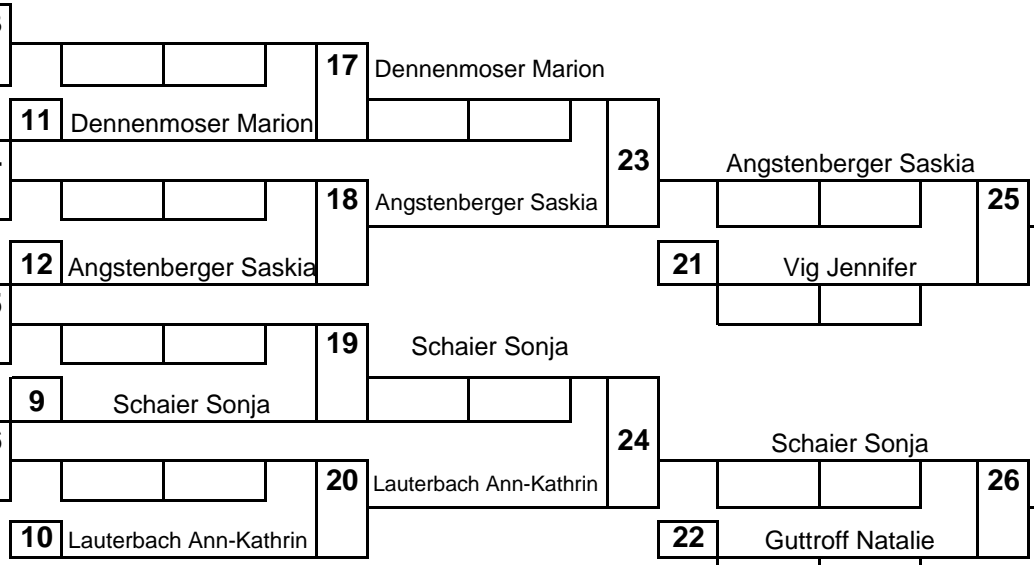 17 Dennenmoser Marion
11 Dennenmoser Marion
23 Angstenberger Saskia
18 Angstenberger Saskia 25
12 Angstenberger Saskia 21 Vig Jennifer
19 Schaier Sonja
9 Schaier Sonja
24 Schaier Sonja
20 Lauterbach Ann-Kathrin 26
10 Lauterbach Ann-Kathrin 22 Guttroff Natalie